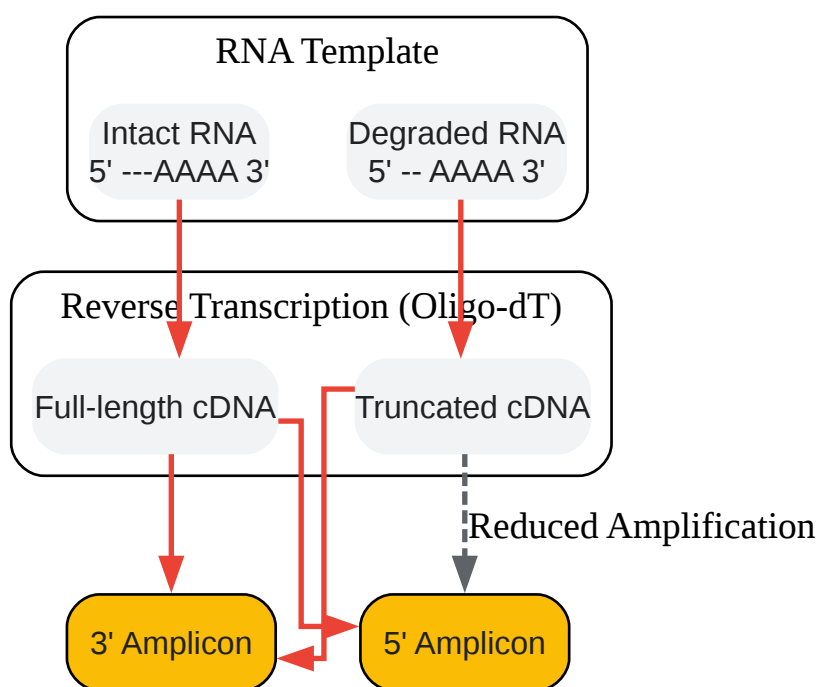 RNA Template
Intact RNA
5' ---AAAA 3'
Degraded RNA
5' -- AAAA 3'
Reverse Transcription (Oligo-dT)
Full-length cDNA
Truncated cDNA
Reduced Amplification
3' Amplicon
5' Amplicon